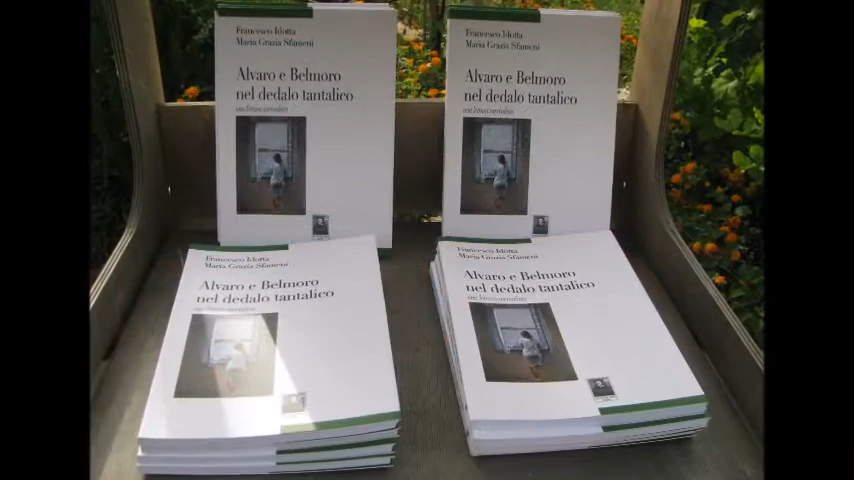 Francesco Idotta
Maria Grazia Sfameni
Alvaro e Belmoro
nel dedalo tantalico
Francesco Idotta
Maria Grazia Sfameni
Alvaro e Belmoro
nel dedalo tantalico
Francesco Idotta
Maria Grazia Sfameni
Alvaro e Belmoro
nel dedalo tantalico
Francesco Idotta
Maria Grazia Sfameni
Alvaro e Belmoro
nel dedalo tantalico